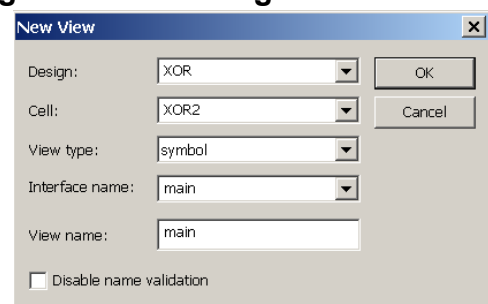 New View
Design: XOR OK
Cell: XOR2 Cancel
View type: symbol
Interface name: main
View name: main
Disable name validation